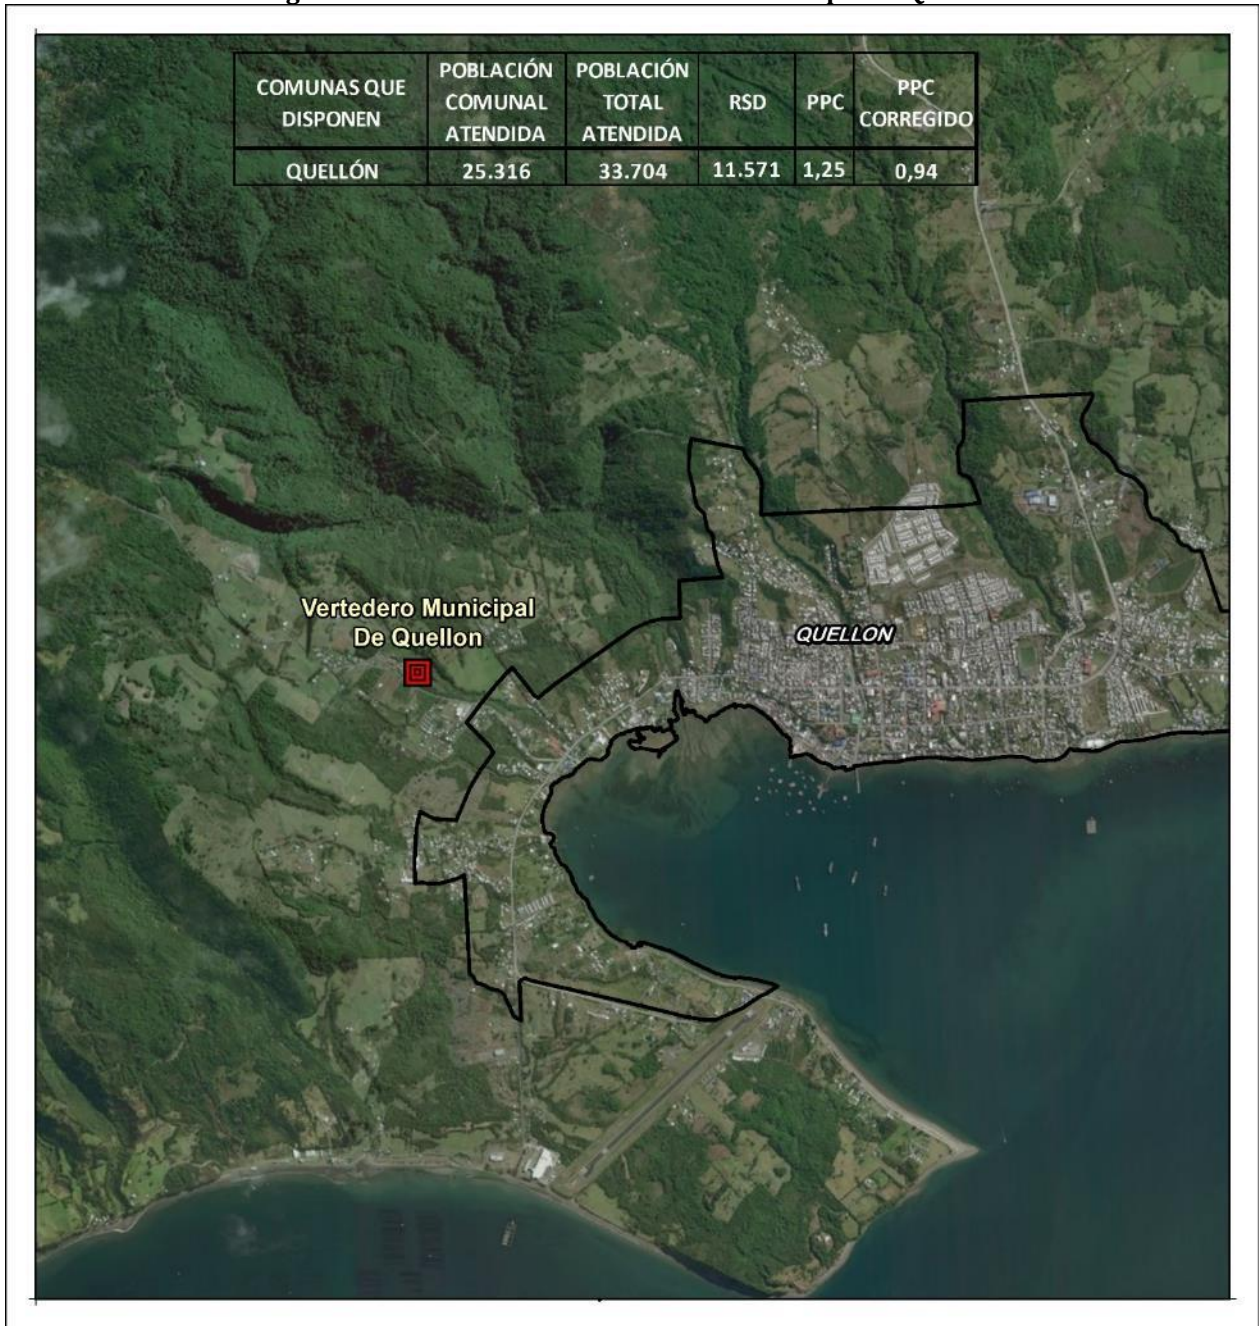 COMUNAS QUE DISPONEN POBLACIÓN COMUNAL ATENDIDA POBLACIÓN TOTAL ATENDIDA RSD PPC PPC CORREGIDO
QUELLÓN 25.316 33.704 11.571 1,25 0,94
Vertedero Municipal
De Quellon
QUELLON